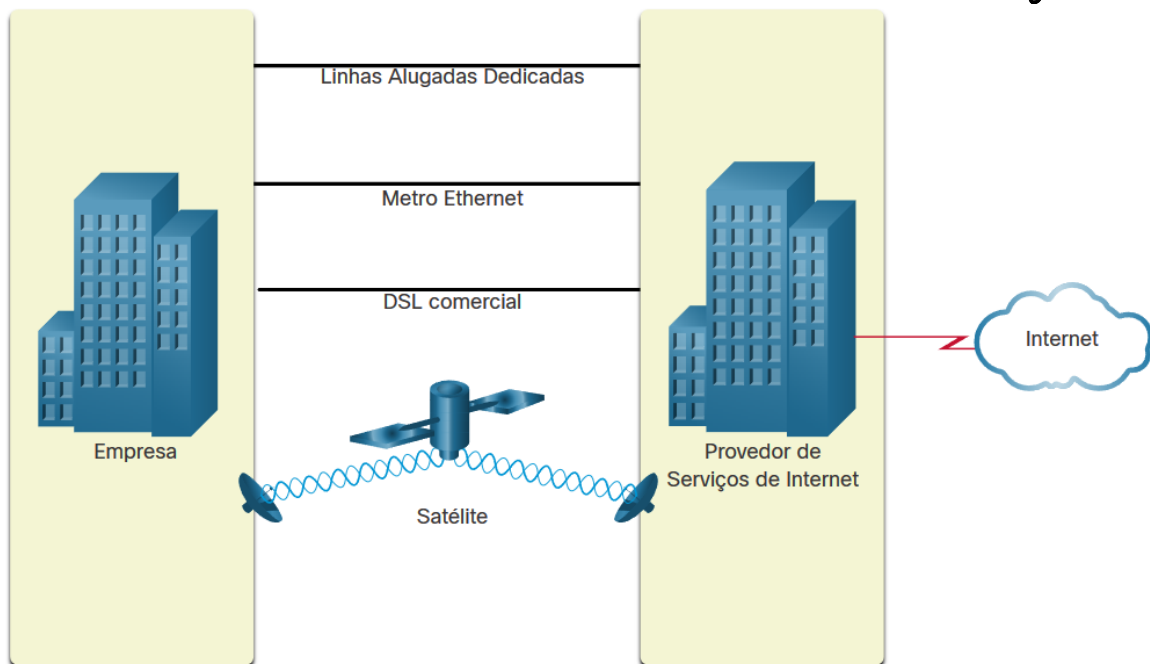 Linhas Alugadas Dedicadas
Metro Ethernet
DSL comercial
Internet
Empresa
Provedor de
Serviços de Internet
Satélite